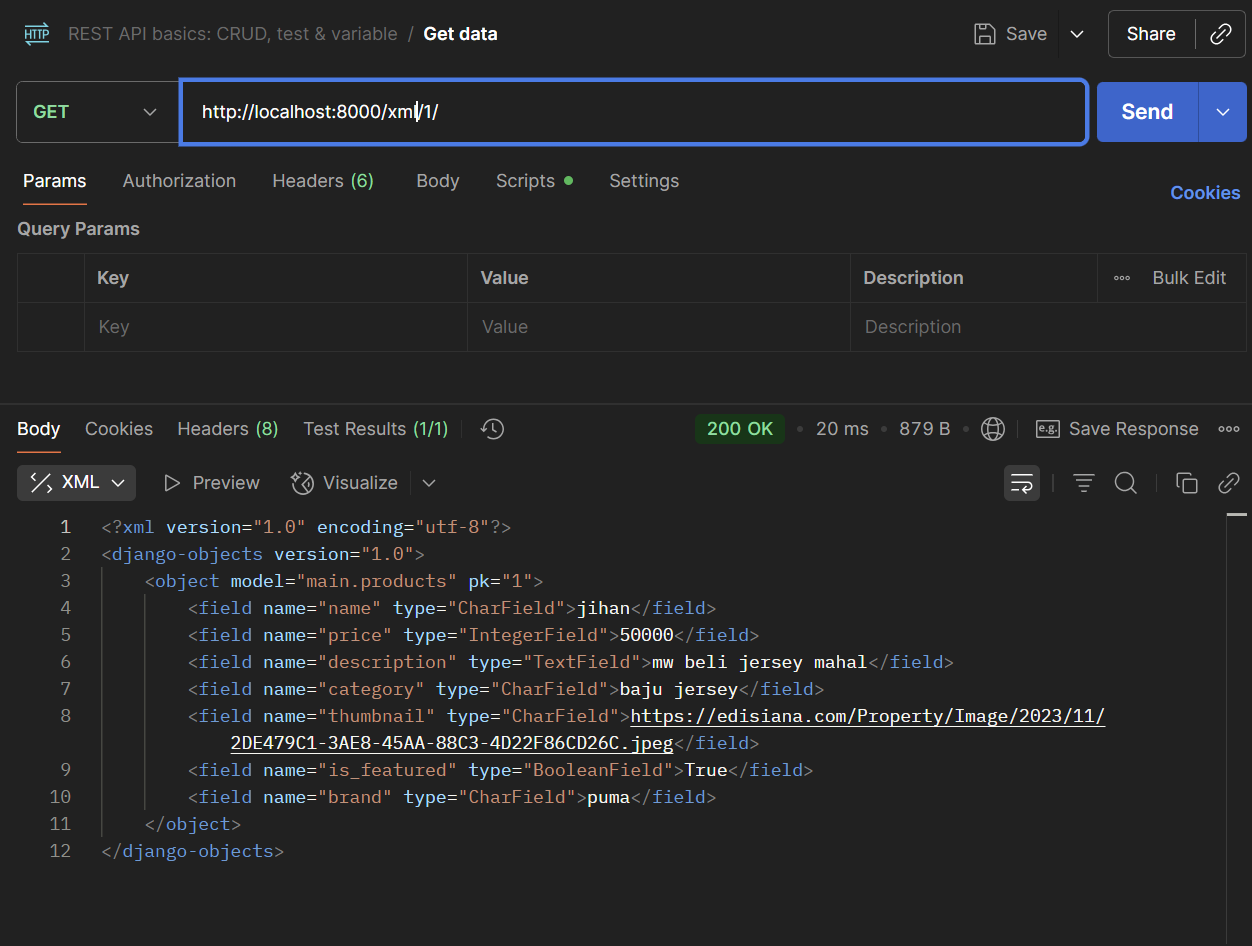 HTTP REST API basics: CRUD, test & variable / Get data Save Share
GET http://localhost:8000/xml/1/ Send
Params Authorization Headers (6) Body Scripts Settings Cookies
Query Params
Key Value Description Bulk Edit
Key Value Description
Body Cookies Headers (8) Test Results (1/1) 200 OK 20 ms 879 B e.g. Save Response
XML Preview Visualize
1 <?xml version="1.0" encoding="utf-8"?>
2 <django-objects version="1.0">
3 <object model="main.products" pk="1">
4 <field name="name" type="CharField">jihan</field>
5 <field name="price" type="IntegerField">50000</field>
6 <field name="description" type="TextField">mw beli jersey mahal</field>
7 <field name="category" type="CharField">baju jersey</field>
8 <field name="thumbnail" type="CharField">https://edisiana.com/Property/Image/2023/11/
2DE479C1-3AE8-45AA-88C3-4D22F86CD26C.jpeg</field>
9 <field name="is_featured" type="BooleanField">True</field>
10 <field name="brand" type="CharField">puma</field>
11 </object>
12 </django-objects>